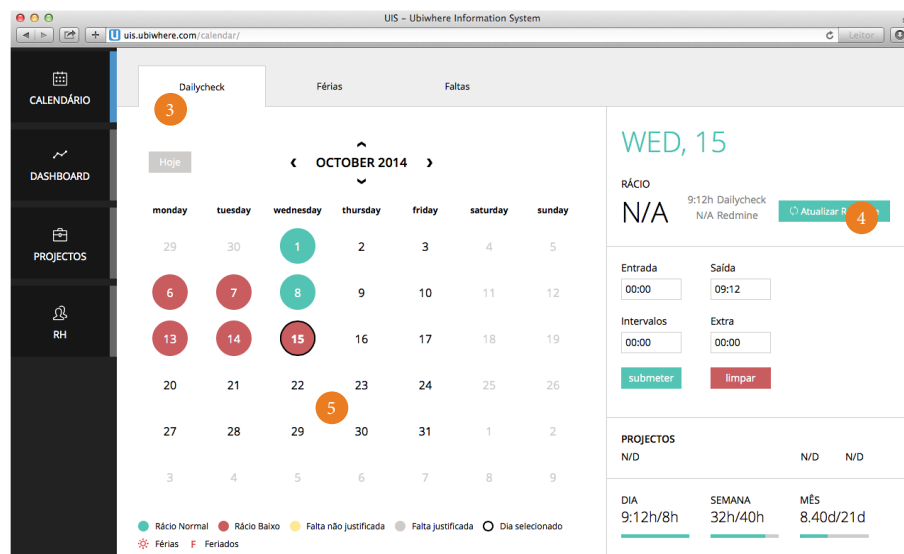 UIS – Ubiwhere Information System
uis.ubiwhere.com/calendar/
Leitor
CALENDÁRIO
DASHBOARD
PROJECTOS
RH
Dailycheck
Férias
Faltas
3
Hoje
OCTOBER 2014
monday tuesday wednesday thursday friday saturday sunday
29 30 1 2 3 4 5
6 7 8 9 10 11 12
13 14 15 16 17 18 19
20 21 22 23 24 25 26
5
27 28 29 30 31 1 2
3 4 5 6 7 8 9
Rácio Normal Rácio Baixo Falta não justificada Falta justificada Dia selecionado
Férias F Feriados
WED, 15
RÁCIO
N/A
9:12h Dailycheck
N/A Redmine
Atualizar
4
Entrada Saída
00:00 09:12
Intervalos Extra
00:00 00:00
submeter limpar
PROJECTOS
N/D N/D N/D
DIA SEMANA MÊS
9:12h/8h 32h/40h 8.40d/21d